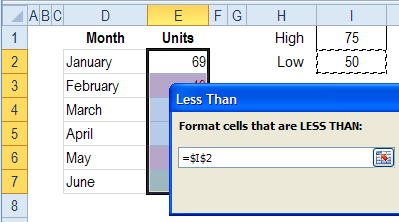 A B C D E F G H I
1 Month Units High 75
2 January 69 Low 50
3 February
4 March
5 April
6 May
7 June
8
Less Than
Format cells that are LESS THAN:
=$I$2